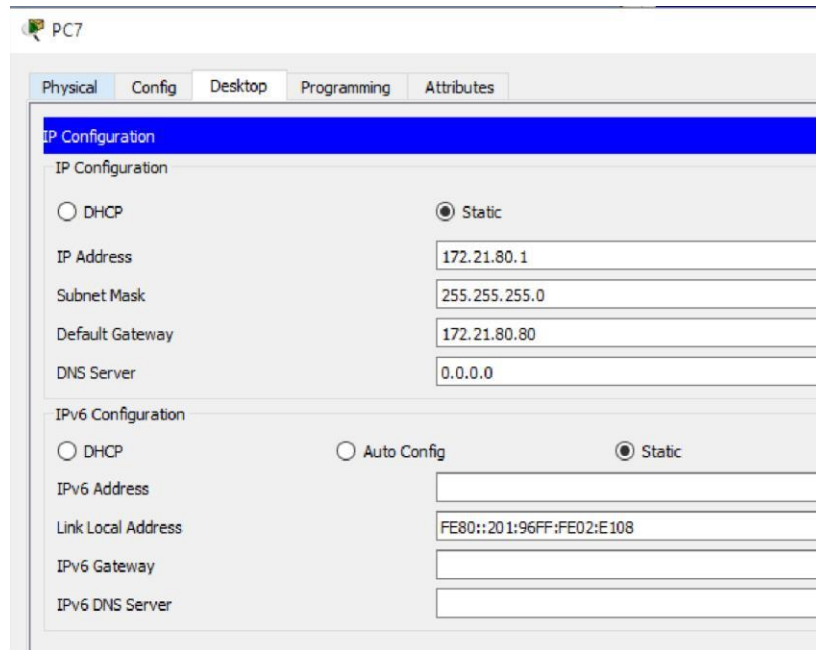 PC7
Physical Config Desktop Programming Attributes
IP Configuration
IP Configuration
DHCP Static
IP Address 172.21.80.1
Subnet Mask 255.255.255.0
Default Gateway 172.21.80.80
DNS Server 0.0.0.0
IPv6 Configuration
DHCP Auto Config Static
IPv6 Address
Link Local Address FE80::201:96FF:FE02:E108
IPv6 Gateway
IPv6 DNS Server